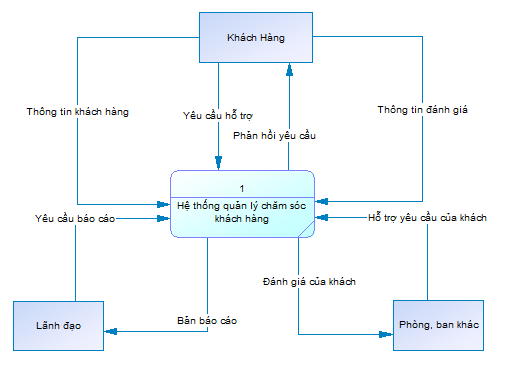 Khách Hàng
Thông tin khách hàng
Yêu cầu hỗ trợ
Thông tin đánh giá
Phản hồi yêu cầu
1
Hệ thống quản lý chăm sóc
khách hàng
Yêu cầu báo cáo
Hỗ trợ yêu cầu của khách
Đánh giá của khách
Bản báo cáo
Lãnh đạo
Phòng, ban khác